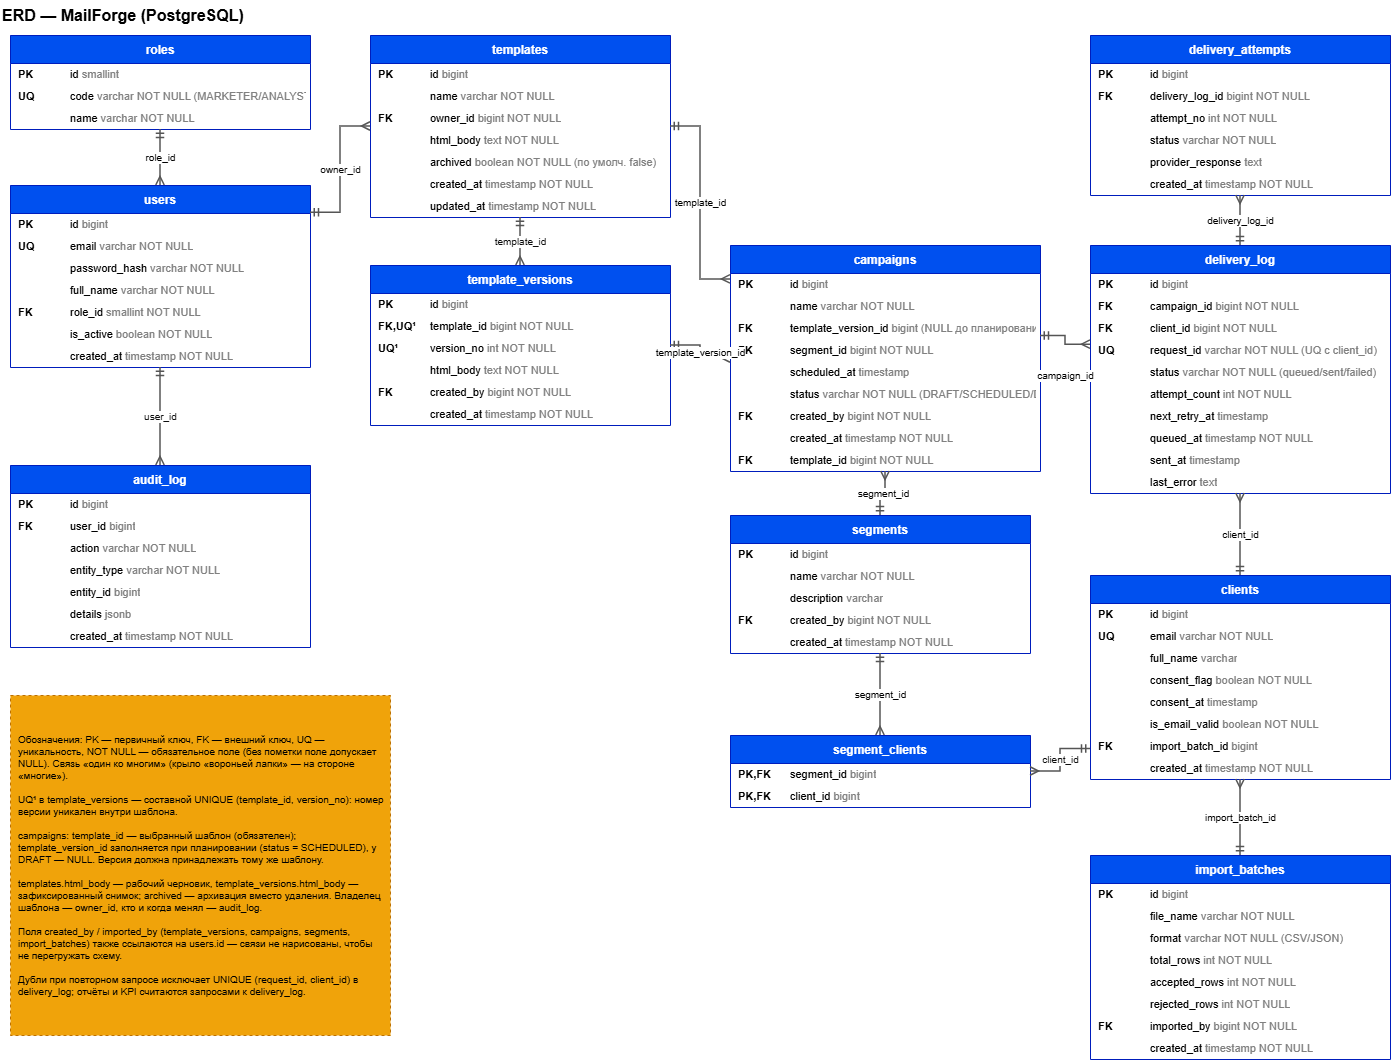 ERD — MailForge (PostgreSQL)
roles
PK id smallint
UQ code varchar NOT NULL (MARKETER/ANALYS
name varchar NOT NULL
role_id
users
PK id bigint
UQ email varchar NOT NULL
password_hash varchar NOT NULL
full_name varchar NOT NULL
FK role_id smallint NOT NULL
is_active boolean NOT NULL
created_at timestamp NOT NULL
user_id
audit_log
PK id bigint
FK user_id bigint
action varchar NOT NULL
entity_type varchar NOT NULL
entity_id bigint
details jsonb
created_at timestamp NOT NULL
owner_id
templates
PK id bigint
name varchar NOT NULL
FK owner_id bigint NOT NULL
html_body text NOT NULL
archived boolean NOT NULL (по умолч. false)
created_at timestamp NOT NULL
updated_at timestamp NOT NULL
template_id
template_versions
PK id bigint
FK,UQ¹ template_id bigint NOT NULL
UQ¹ version_no int NOT NULL
html_body text NOT NULL
FK created_by bigint NOT NULL
created_at timestamp NOT NULL
template_id
template_version_id
campaigns
PK id bigint
name varchar NOT NULL
FK template_version_id bigint (NULL до планировани
FK segment_id bigint NOT NULL
scheduled_at timestamp
status varchar NOT NULL (DRAFT/SCHEDULED/
FK created_by bigint NOT NULL
created_at timestamp NOT NULL
FK template_id bigint NOT NULL
segment_id
segments
PK id bigint
name varchar NOT NULL
description varchar
FK created_by bigint NOT NULL
created_at timestamp NOT NULL
segment_id
segment_clients
PK,FK segment_id bigint
PK,FK client_id bigint
campaign_id
client_id
delivery_attempts
PK id bigint
FK delivery_log_id bigint NOT NULL
attempt_no int NOT NULL
status varchar NOT NULL
provider_response text
created_at timestamp NOT NULL
delivery_log_id
delivery_log
PK id bigint
FK campaign_id bigint NOT NULL
FK client_id bigint NOT NULL
UQ request_id varchar NOT NULL (UQ с client_id)
status varchar NOT NULL (queued/sent/failed)
attempt_count int NOT NULL
next_retry_at timestamp
queued_at timestamp NOT NULL
sent_at timestamp
last_error text
client_id
clients
PK id bigint
UQ email varchar NOT NULL
full_name varchar
consent_flag boolean NOT NULL
consent_at timestamp
is_email_valid boolean NOT NULL
FK import_batch_id bigint
created_at timestamp NOT NULL
import_batch_id
import_batches
PK id bigint
file_name varchar NOT NULL
format varchar NOT NULL (CSV/JSON)
total_rows int NOT NULL
accepted_rows int NOT NULL
rejected_rows int NOT NULL
FK imported_by bigint NOT NULL
created_at timestamp NOT NULL
Обозначения: PK — первичный ключ, FK — внешний ключ, UQ —
уникальность, NOT NULL — обязательное поле (без пометки поле допускает
NULL). Связь «один ко многим» (крыло «вороньей лапки» — на стороне
«многие»).
UQ¹ в template_versions — составной UNIQUE (template_id, version_no): номер
версии уникален внутри шаблона.
campaigns: template_id — выбранный шаблон (обязателен);
template_version_id заполняется при планировании (status = SCHEDULED), у
DRAFT — NULL. Версия должна принадлежать тому же шаблону.
templates.html_body — рабочий черновик, template_versions.html_body —
зафиксированный снимок; archived — архивация вместо удаления. Владелец
шаблона — owner_id, кто и когда менял — audit_log.
Поля created_by / imported_by (template_versions, campaigns, segments,
import_batches) также ссылаются на users.id — связи не нарисованы, чтобы
не перегружать схему.
Дубли при повторном запросе исключает UNIQUE (request_id, client_id) в
delivery_log; отчёты и KPI считаются запросами к delivery_log.